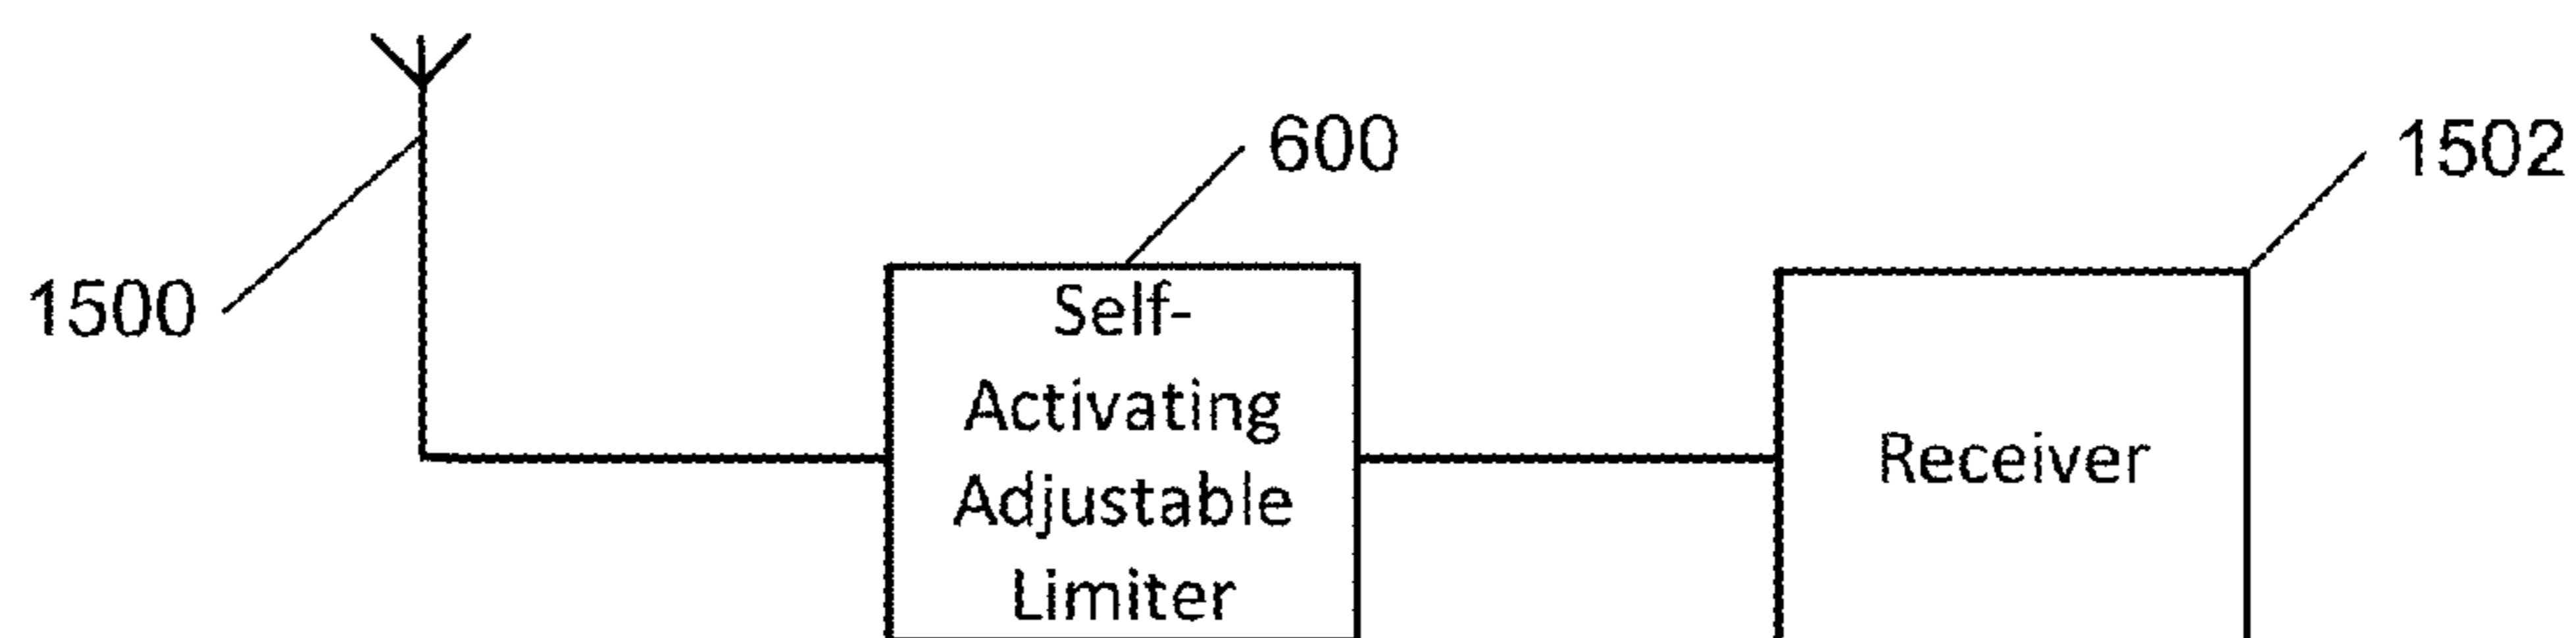 600
1502
1500
Self-
Activating
Adjustable
Limiter
Receiver